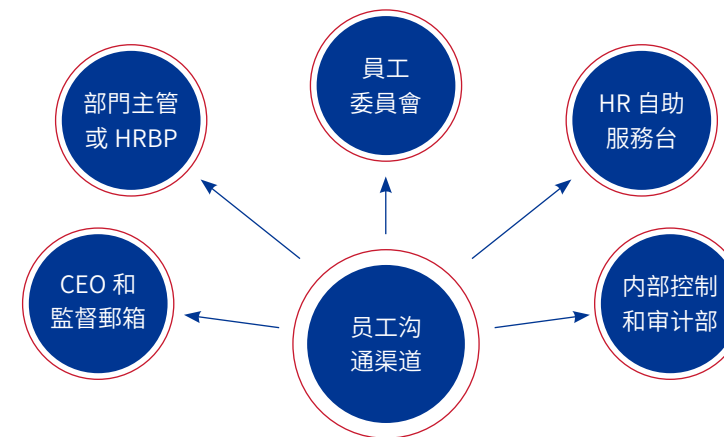 員工
委員會
部門主管
或 HRBP
HR 自助
服務台
CEO 和
監督郵箱
员工沟
通渠道
内部控制
和审计部